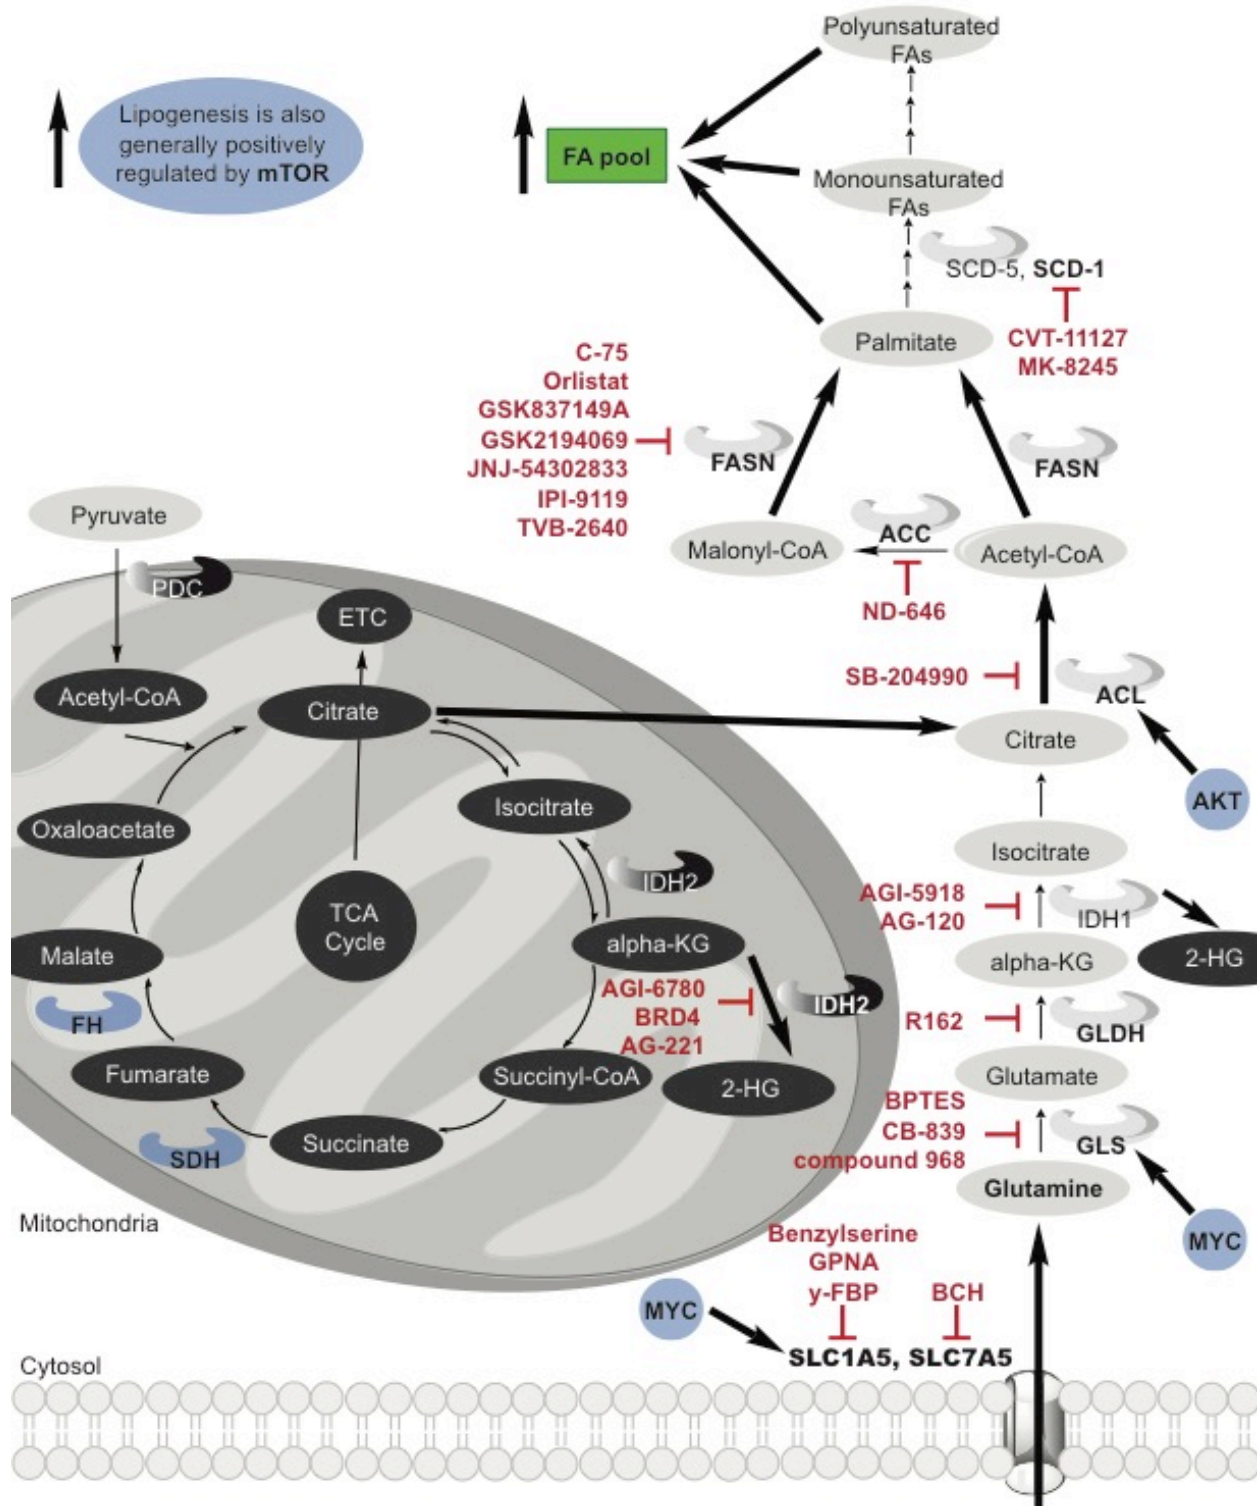 Polyunsaturated
FAs
Lipogenesis is also
generally positively
regulated by mTOR
FA pool
Monounsaturated
FAs
SCD-5, SCD-1
CVT-11127
MK-8245
Palmitate
C-75
Orlistat
GSK837149A
GSK2194069
JNJ-54302833
IPI-9119
TVB-2640
FASN
FASN
Pyruvate
Malonyl-CoA
ACC
Acetyl-CoA
ND-646
PDC
ETC
Acetyl-CoA
Citrate
SB-204990
ACL
Citrate
AKT
Isocitrate
Oxaloacetate
Isocitrate
IDH2
AGI-5918
AG-120
IDH1
TCA
Cycle
alpha-KG
Malate
alpha-KG
2-HG
AGI-6780
BRD4
AG-221
IDH2
R162
GLDH
FH
Fumarate
Succinyl-CoA
2-HG
Glutamate
BPTES
CB-839
compound 968
GLS
Succinate
SDH
Glutamine
Mitochondria
MYC
Benzylserine
GPNA
y-FBP
BCH
MYC
SLC1A5, SLC7A5
Cytosol